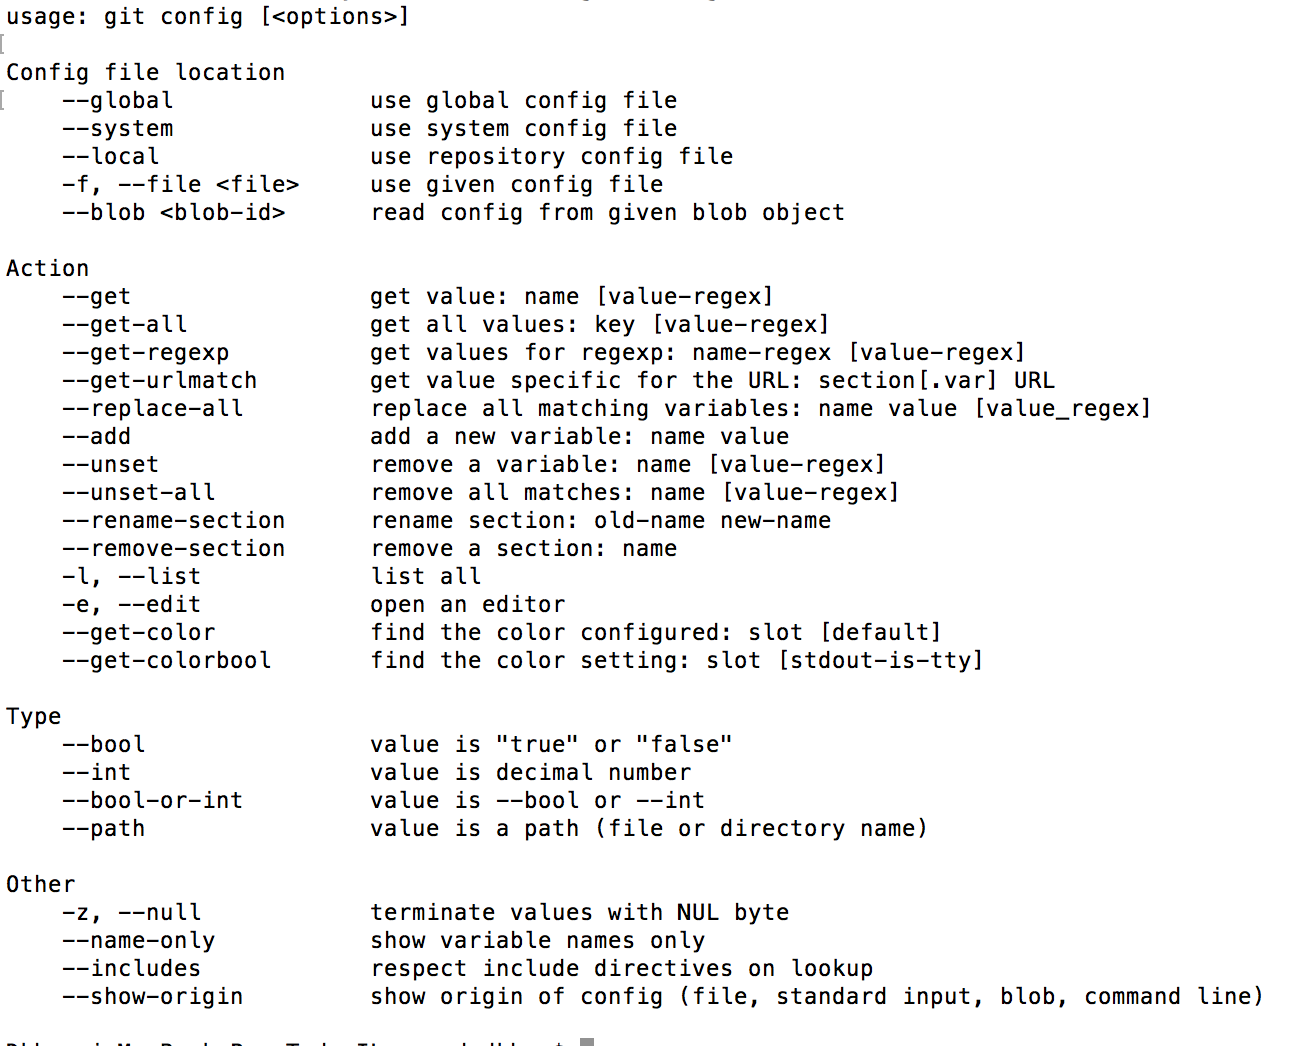 usage: git config [<options>]
Config file location
--global use global config file
--system use system config file
--local use repository config file
-f, --file <file> use given config file
--blob <blob-id> read config from given blob object
Action
--get get value: name [value-regex]
--get-all get all values: key [value-regex]
--get-regexp get values for regexp: name-regex [value-regex]
--get-urlmatch get value specific for the URL: section[.var] URL
--replace-all replace all matching variables: name value [value_regex]
--add add a new variable: name value
--unset remove a variable: name [value-regex]
--unset-all remove all matches: name [value-regex]
--rename-section rename section: old-name new-name
--remove-section remove a section: name
-l, --list list all
-e, --edit open an editor
--get-color find the color configured: slot [default]
--get-colorbool find the color setting: slot [stdout-is-tty]
Type
--bool value is "true" or "false"
--int value is decimal number
--bool-or-int value is --bool or --int
--path value is a path (file or directory name)
Other
-z, --null terminate values with NUL byte
--name-only show variable names only
--includes respect include directives on lookup
--show-origin show origin of config (file, standard input, blob, command line)